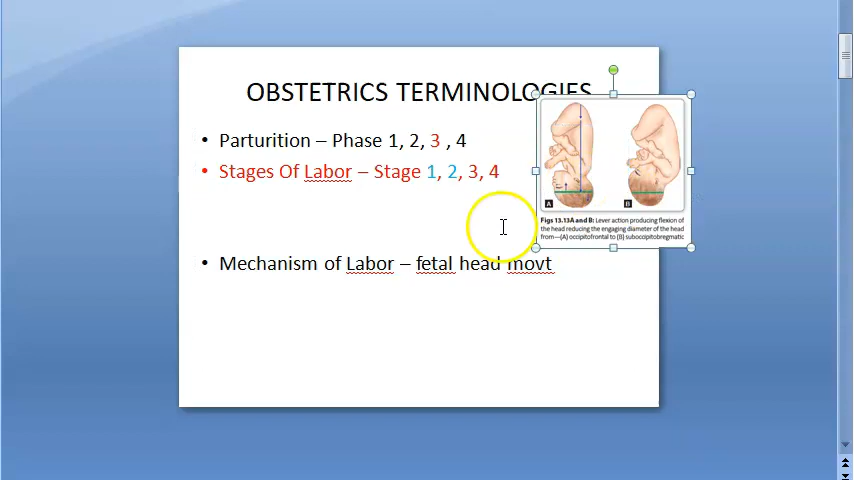 OBSTETRICS TERMINOLOGIES
• Parturition – Phase 1, 2, 3 , 4
• Stages Of Labor – Stage 1, 2, 3, 4
A
B
Figs 13.13A and B: Lever action producing flexion of
the head reducing the engaging diameter of the head
from—(A) occipitofrontal to (B) suboccipitobregmatic
• Mechanism of Labor – fetal head movt